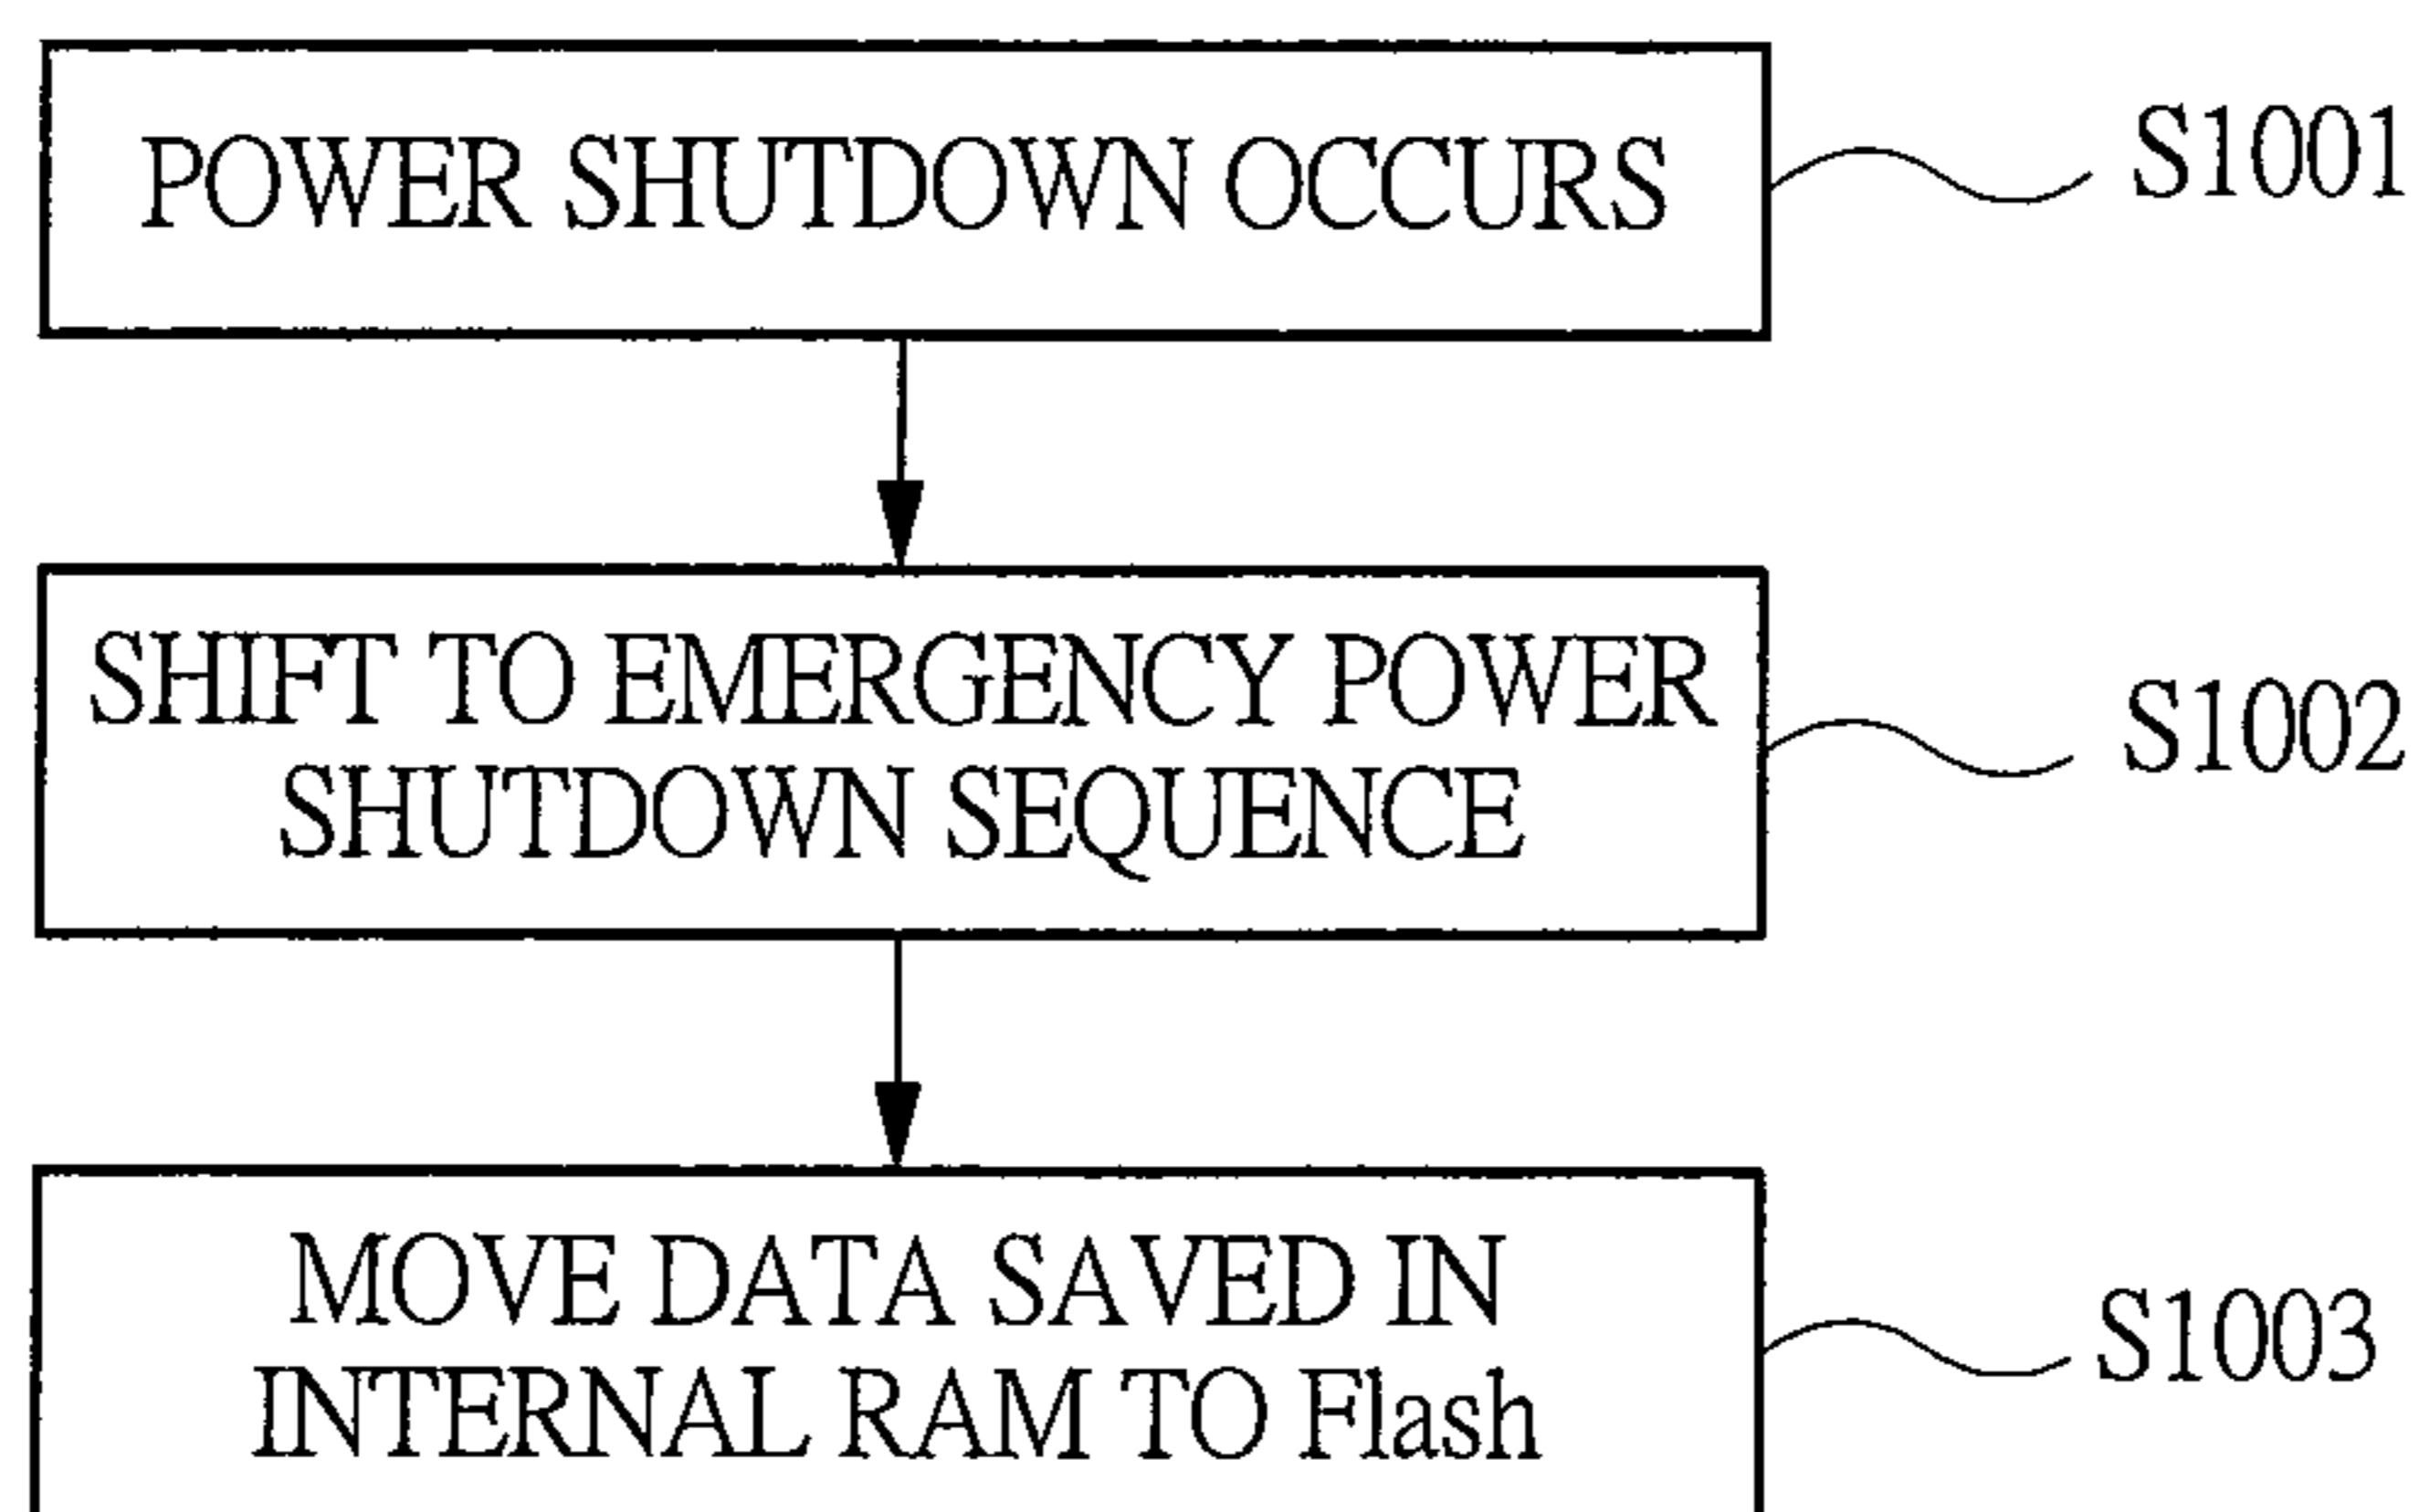 POWER SHUTDOWN OCCURS
S1001
SHIFT TO EMERGENCY POWER
SHUTDOWN SEQUENCE
S1002
MOVE DATA SAVED IN
INTERNAL RAM TO Flash
S1003